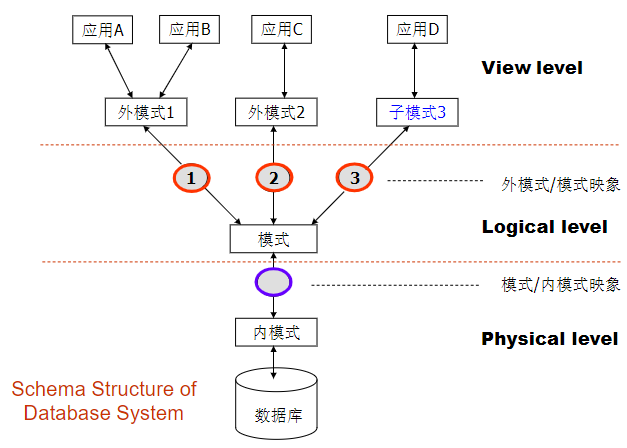 应用A
应用B
应用C
应用D
View level
外模式1
外模式2
子模式3
1
2
3
外模式/模式映象
Logical level
模式
模式/内模式映象
内模式
Physical level
Schema Structure of
Database System
数据库